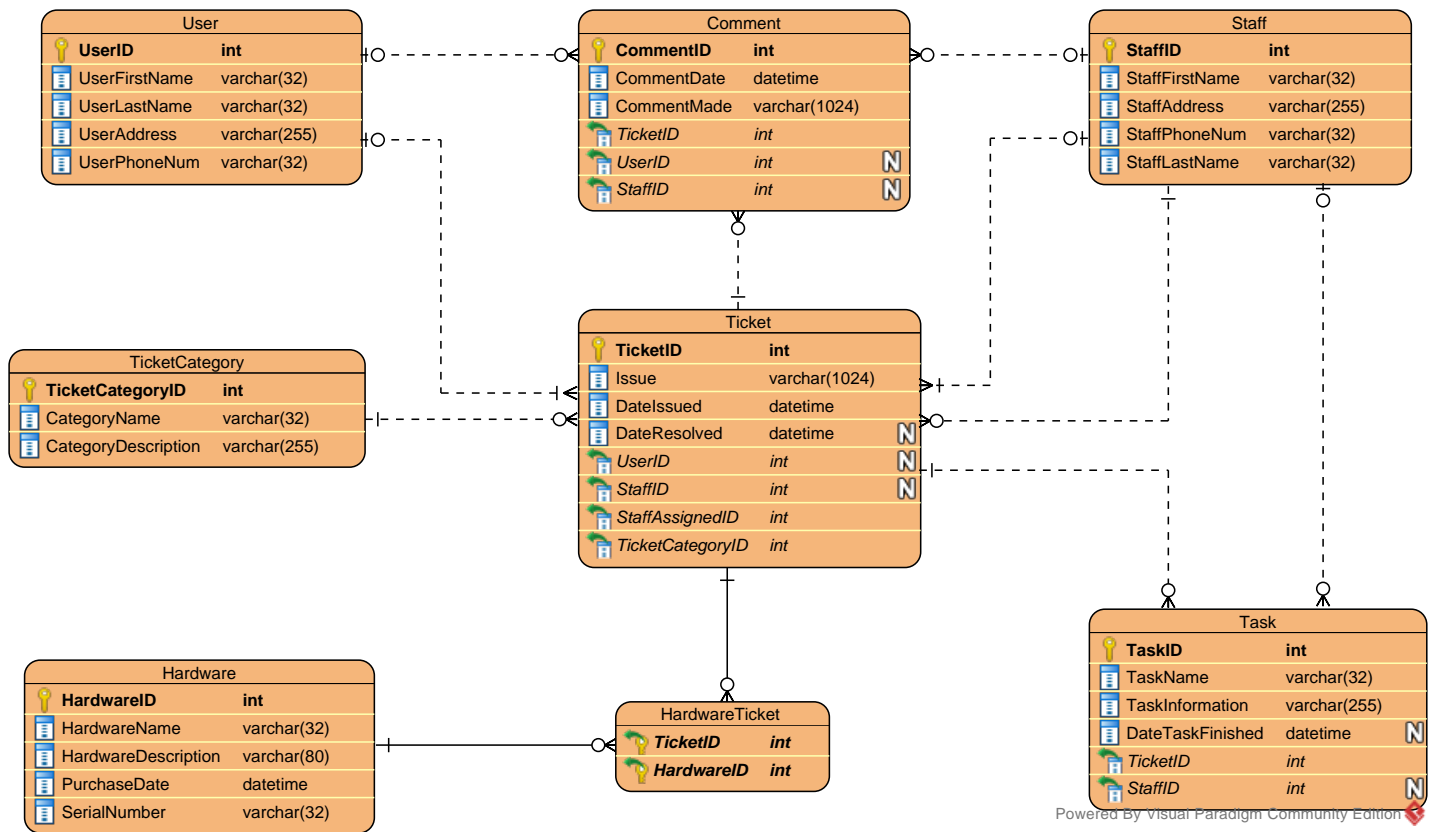 User
UserID int
UserFirstName varchar(32)
UserLastName varchar(32)
UserAddress varchar(255)
UserPhoneNum varchar(32)
Comment
CommentID int
CommentDate datetime
CommentMade varchar(1024)
TicketID int
UserID int N
StaffID int N
Staff
StaffID int
StaffFirstName varchar(32)
StaffAddress varchar(255)
StaffPhoneNum varchar(32)
StaffLastName varchar(32)
TicketCategory
TicketCategoryID int
CategoryName varchar(32)
CategoryDescription varchar(255)
Ticket
TicketID int
Issue varchar(1024)
DateIssued datetime
DateResolved datetime N
UserID int N
StaffID int N
StaffAssignedID int
TicketCategoryID int
Hardware
HardwareID int
HardwareName varchar(32)
HardwareDescription varchar(80)
PurchaseDate datetime
SerialNumber varchar(32)
HardwareTicket
TicketID int
HardwareID int
Task
TaskID int
TaskName varchar(32)
TaskInformation varchar(255)
DateTaskFinished datetime N
TicketID int
StaffID int N
Powered By Visual Paradigm Community Edition